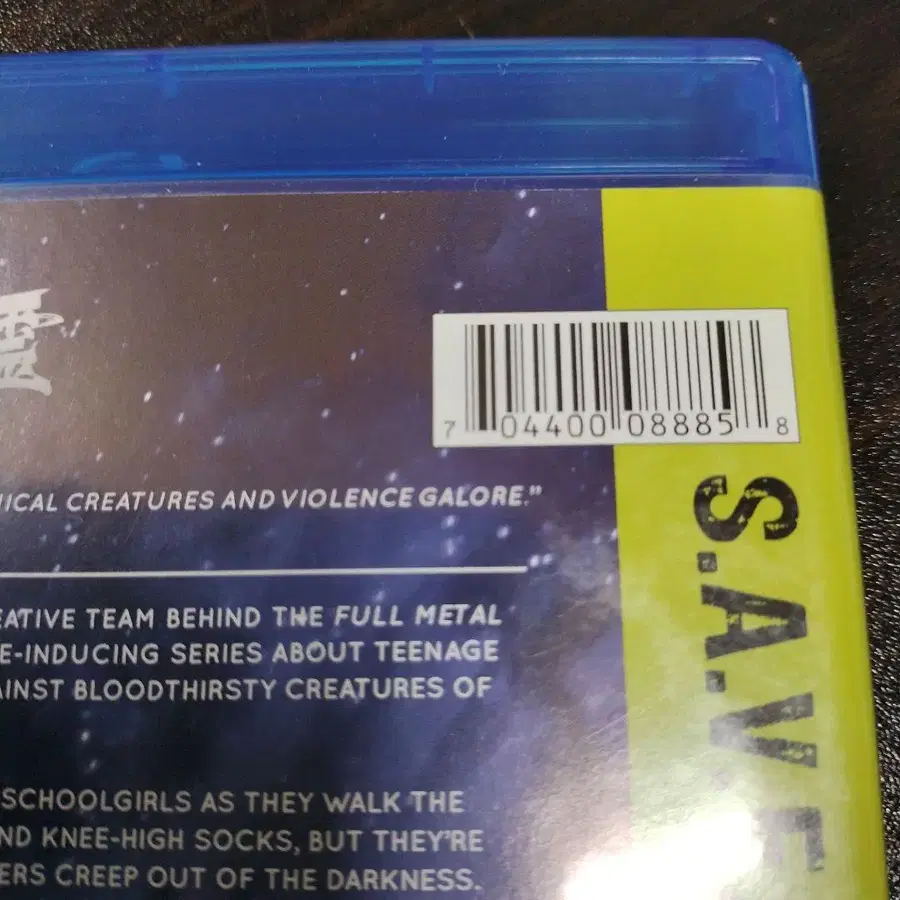 7 04400 08885 8
NICAL CREATURES AND VIOLENCE GALORE."
EATIVE TEAM BEHIND THE FULL METAL
E-INDUCING SERIES ABOUT TEENAGE
AINST BLOODTHIRSTY CREATURES OF
SCHOOLGIRLS AS THEY WALK THE
ND KNEE-HIGH SOCKS, BUT THEY'RE
ERS CREEP OUT OF THE DARKNESS.
S.A.V.E